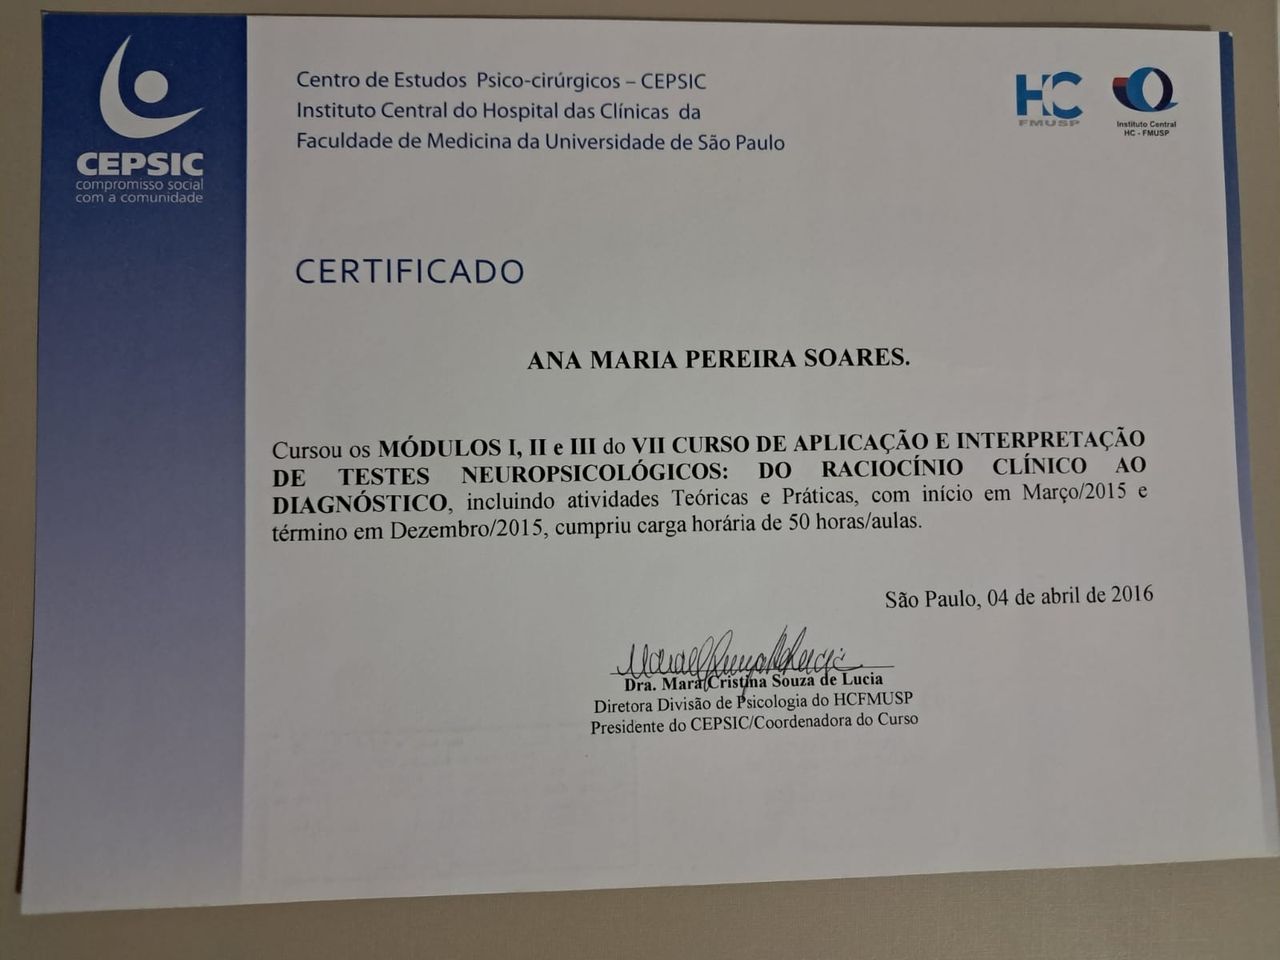 CEPSIC
compromisso social
com a comunidade
Centro de Estudos Psico-cirúrgicos – CEPSIC
Instituto Central do Hospital das Clínicas da
Faculdade de Medicina da Universidade de São Paulo
HC
FMUSP
Instituto Central
HC - FMUSP
CERTIFICADO
ANA MARIA PEREIRA SOARES.
Cursou os MÓDULOS I, II e III do VII CURSO DE APLICAÇÃO E INTERPRETAÇÃO
DE TESTES NEUROPSICOLÓGICOS: DO RACIOCÍNIO CLÍNICO AO
DIAGNÓSTICO, incluindo atividades Teóricas e Práticas, com início em Março/2015 e
término em Dezembro/2015, cumpriu carga horária de 50 horas/aulas.
São Paulo, 04 de abril de 2016
Dra. Mara Cristina Souza de Lucia
Diretora Divisão de Psicologia do HCFMUSP
Presidente do CEPSIC/Coordenadora do Curso